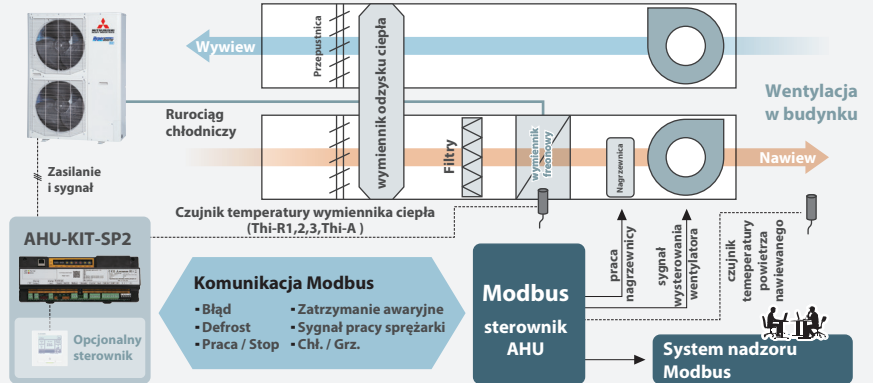 MITSUBISHI
Wywiew
Przepustnica
wymiennik odzysku ciepła
Wentylacja
w budynku
Rurociąg
chłodniczy
Filtry
wymiennik
freonowy
Nagrzewnica
Nawiew
Zasilanie
i sygnał
Czujnik temperatury wymiennika ciepła
(Thi-R1,2,3,Thi-A )
AHU-KIT-SP2
Opcjonalny
sterownik
Komunikacja Modbus
▪ Błąd
▪ Defrost
▪ Praca / Stop
▪ Zatrzymanie awaryjne
▪ Sygnał pracy sprężarki
▪ Chł. / Grz.
Modbus
sterownik
AHU
praca
nagrzewnicy
sygnał
wysterowania
wentylatora
czujnik
temeperatury
powietrza
nawiewanego
System nadzoru
Modbus